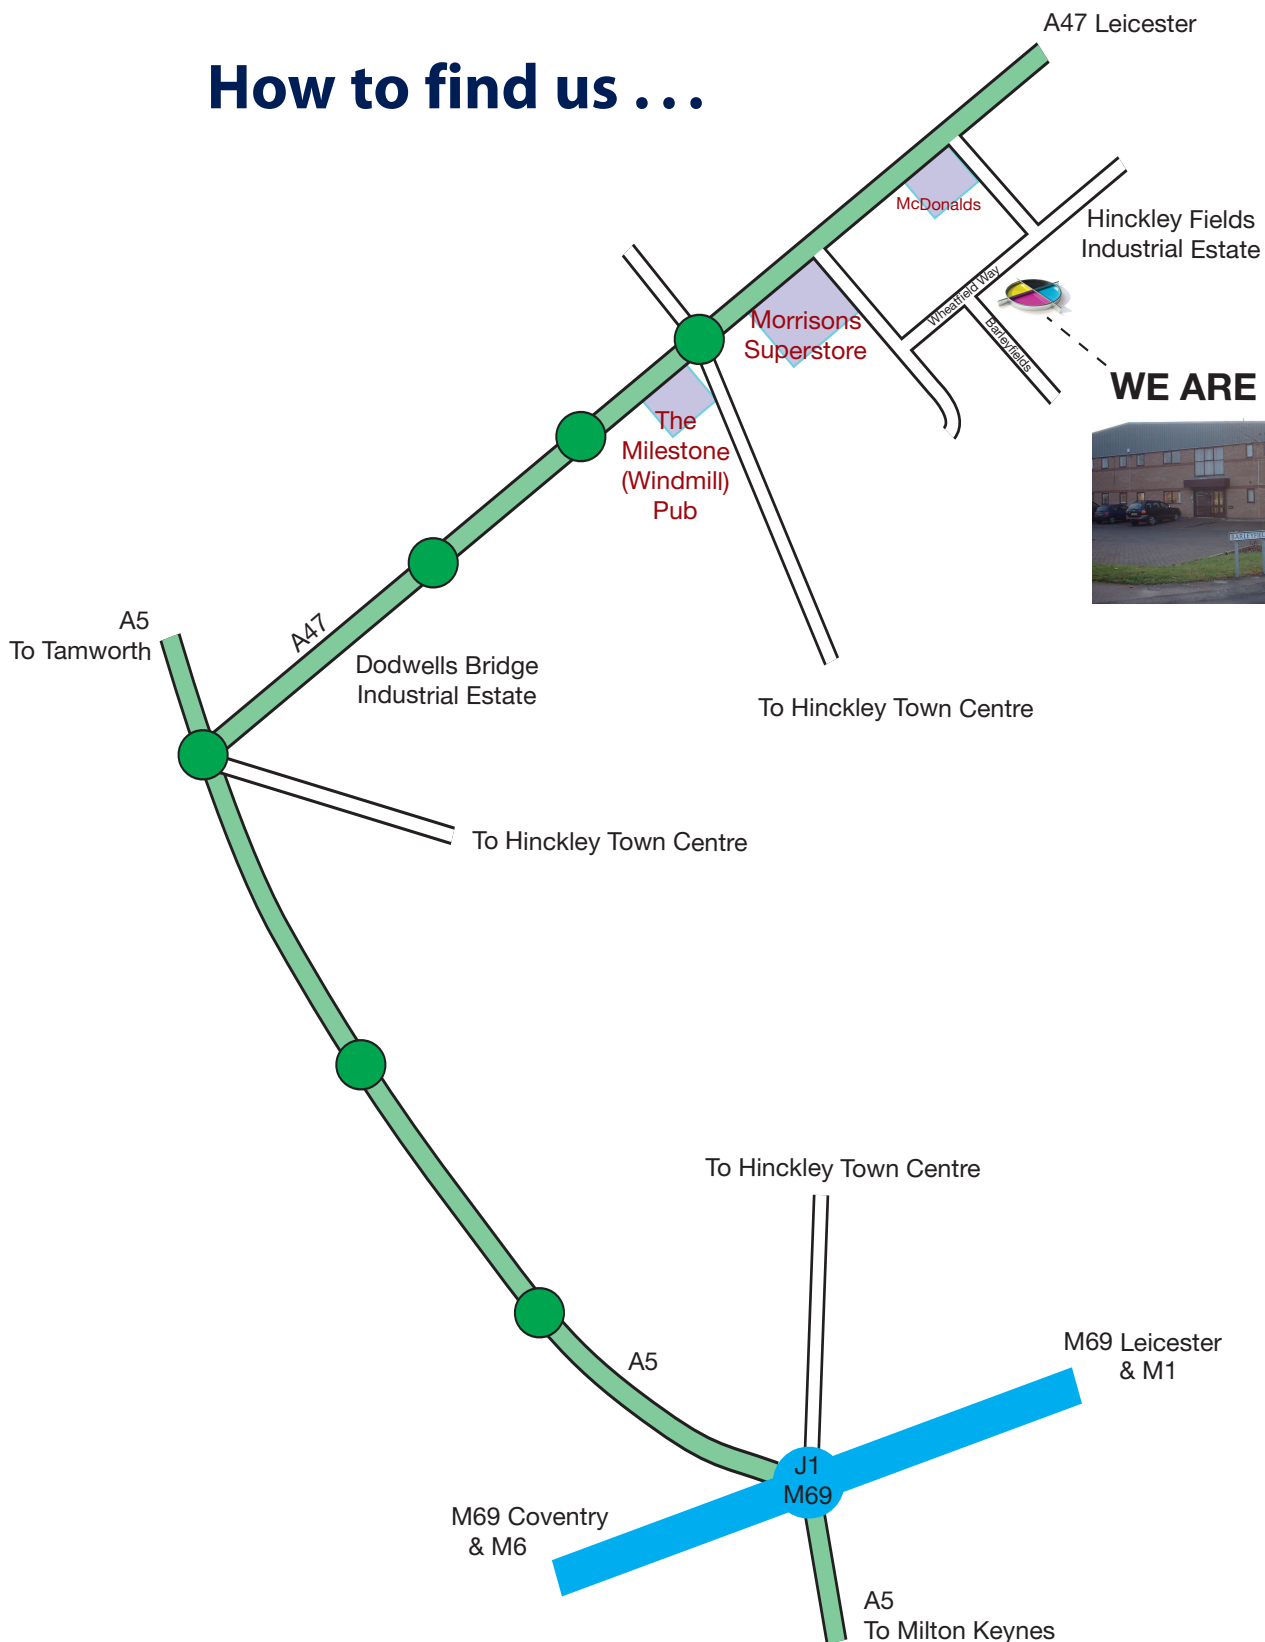 How to find us . . .
A47 Leicester
McDonalds
Hinckley Fields
Industrial Estate
Wheatfield Way
Barleyfields
Morrisons
Superstore
WE ARE
The
Milestone
(Windmill)
Pub
A5
To Tamworth
A47
Dodwells Bridge
Industrial Estate
To Hinckley Town Centre
To Hinckley Town Centre
To Hinckley Town Centre
M69 Leicester
& M1
A5
J1
M69
M69 Coventry
& M6
A5
To Milton Keynes